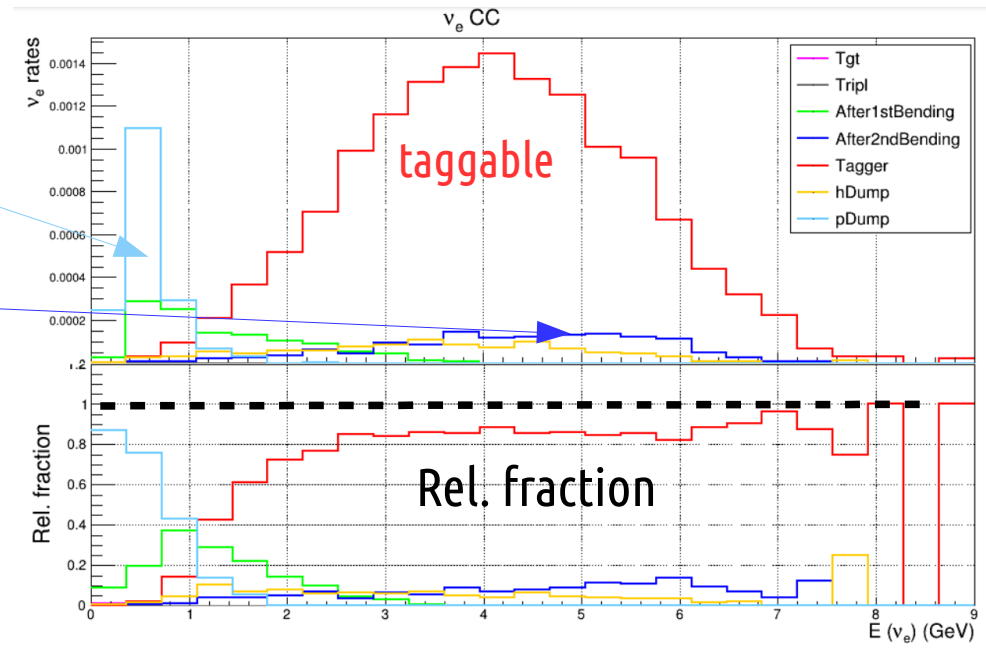 νe CC
νe rates
0.0014
0.0012
0.001
0.0008
0.0006
0.0004
0.0002
taggable
Tgt
Tripl
After1stBending
After2ndBending
Tagger
hDump
pDump
Rel. fraction
1.2
1
0.8
0.6
0.4
0.2
0
Rel. fraction
0 1 2 3 4 5 6 7 8 9
E (νe) (GeV)